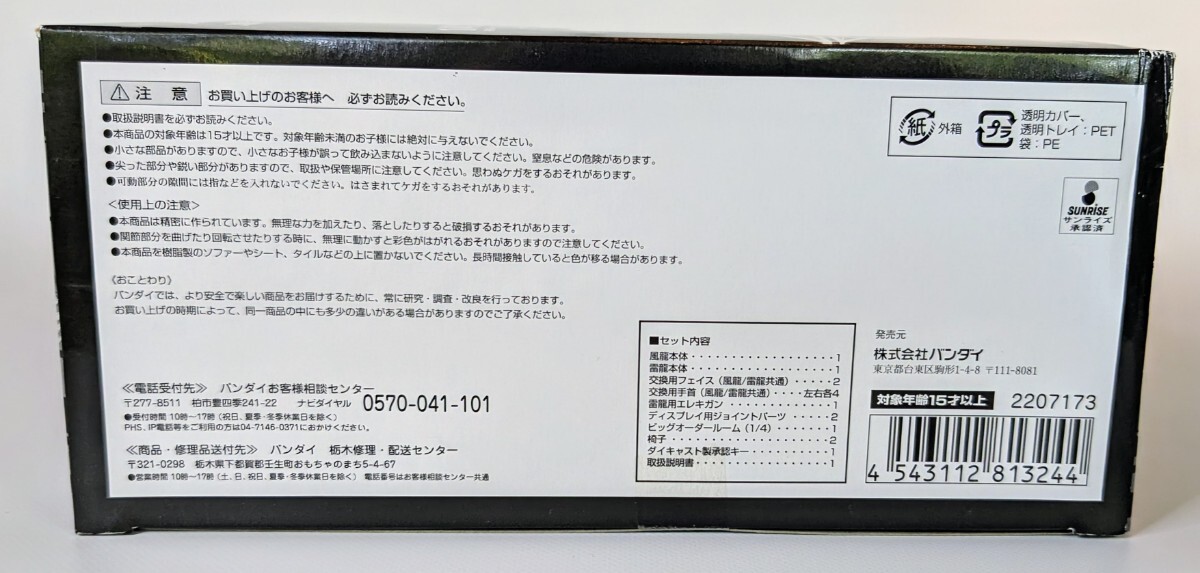 ⚠ 注 意 お買い上げのお客様へ 必ずお読みください。
●取扱説明書を必ずお読みください。
●本商品の対象年齢は15才以上です。対象年齢未満のお子様には絶対に与えないでください。
●小さな部品がありますので、小さなお子様が誤って飲み込まないように注意してください。窒息などの危険があります。
●尖った部分や鋭い部分がありますので、取扱や保管場所に注意してください。思わぬケガをするおそれがあります。
●可動部分の隙間には指などを入れないでください。はさまれてケガをするおそれがあります。
<使用上の注意>
●本商品は精密に作られています。無理な力を加えたり、落としたりすると破損するおそれがあります。
●関節部分を曲げたり回転させたりする時に、無理に動かすと彩色がはがれるおそれがありますので注意してください。
●本商品を樹脂製のソファーやシート、タイルなどの上に置かないでください。長時間接触していると色が移る場合があります。
《おことわり》
バンダイでは、より安全で楽しい商品をお届けするために、常に研究・調査・改良を行っております。
お買い上げの時期によって、同一商品の中にも多少の違いがある場合がありますのでご了承ください。
≪電話受付先≫ バンダイお客様相談センター
〒277-8511 柏市豊四季241-22 ナビダイヤル 0570-041-101
●受付時間 10時〜17時 (祝日、夏季・冬季休業日を除く)
PHS、IP電話等をご利用の方は04-7146-0371におかけください。
≪商品・修理品送付先≫ バンダイ 栃木修理・配送センター
〒321-0298 栃木県下都賀郡壬生町おもちゃのまち5-4-67
●営業時間 10時〜17時 (土、日、祝日、夏季・冬季休業日を除く) 電話番号はお客様相談センター共通
紙 外箱
プラ 透明カバー、
透明トレイ:PET
袋:PE
SUNRISE
サンライズ
承認済
■セット内容
風龍本体・・・・・・・・・・・・・・・・・1
雷龍本体・・・・・・・・・・・・・・・・・1
交換用フェイス(風龍/雷龍共通)・・・・・2
交換用手首(風龍/雷龍共通)・・・・左右各4
雷龍用エレキガン・・・・・・・・・・・・・1
ディスプレイ用ジョイントパーツ・・・・・2
ビッグオーダールーム(1/4)・・・・・・・1
椅子・・・・・・・・・・・・・・・・・・・2
ダイキャスト製承認キー・・・・・・・・・・1
取扱説明書・・・・・・・・・・・・・・・・1
発売元
株式会社バンダイ
東京都台東区駒形1-4-8 〒111-8081
対象年齢15才以上 2207173
4 543112 813244